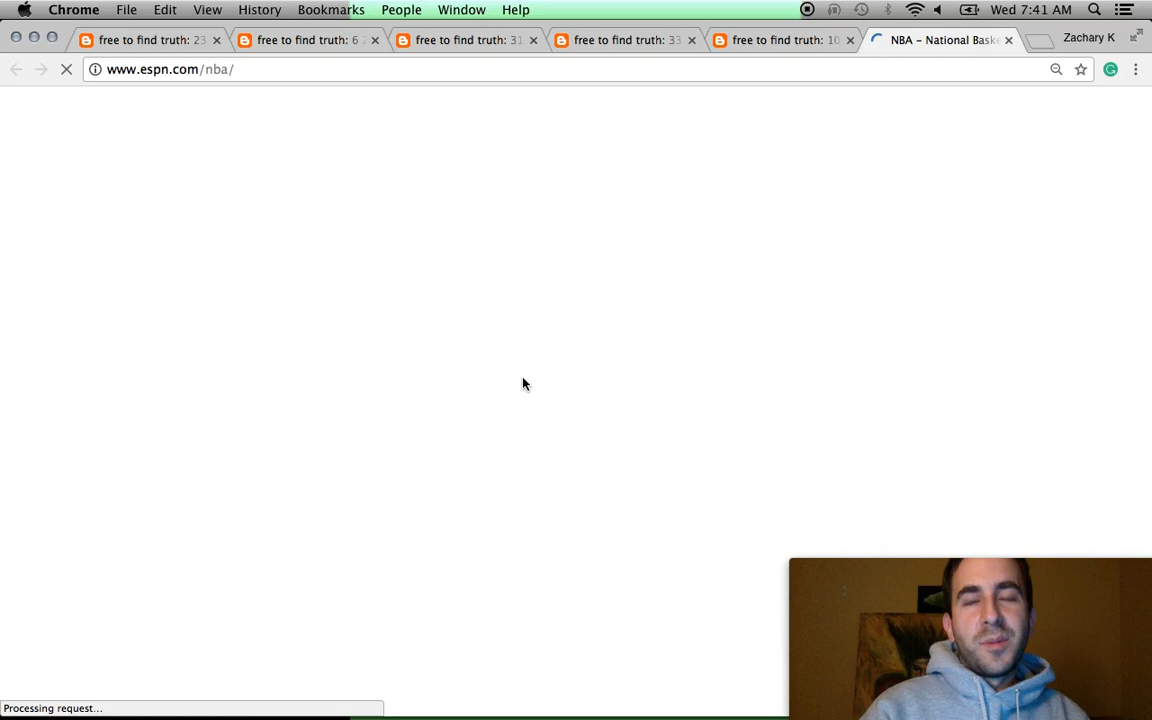 Chrome File Edit View History Bookmarks People Window Help Wed 7:41 AM
free to find truth: 23 free to find truth: 6 2 free to find truth: 31 free to find truth: 33 free to find truth: 10 NBA - National Baske Zachary K
www.espn.com/nba/
Processing request...